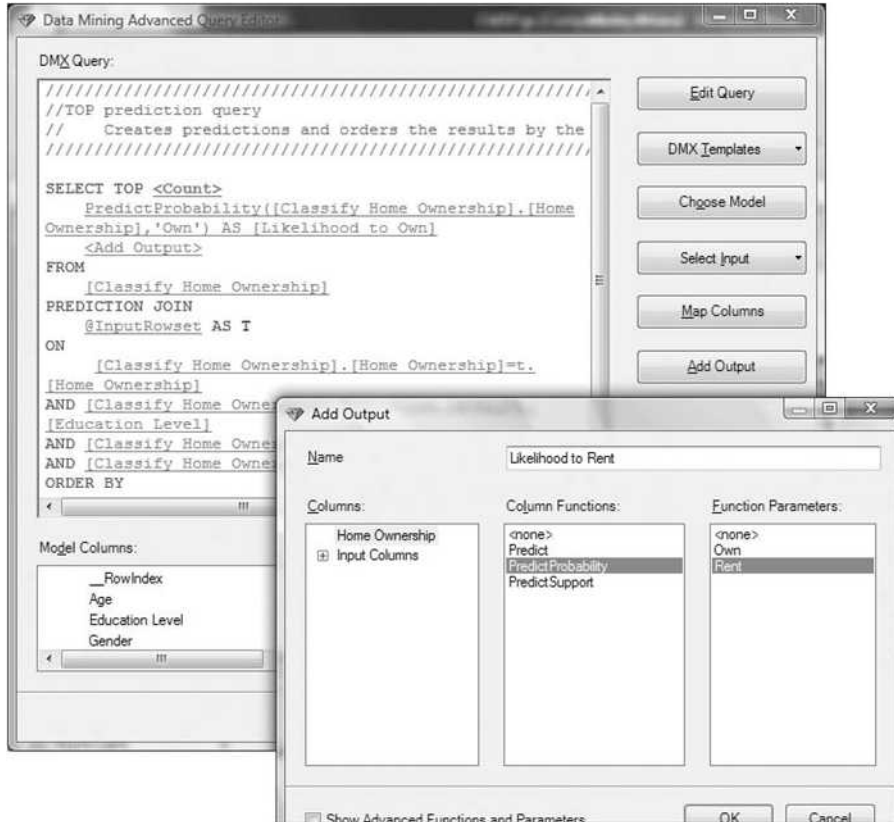 Data Mining Advanced Query Editor
DMX Query:
////////////////////////////////////////////////////////////
//TOP prediction query
// Creates predictions and orders the results by the
////////////////////////////////////////////////////////////
SELECT TOP <Count>
PredictProbability([Classify Home Ownership].[Home
Ownership],'Own') AS [Likelihood to Own]
<Add Output>
FROM
[Classify Home Ownership]
PREDICTION JOIN
@InputRowset AS T
ON
[Classify Home Ownership].[Home Ownership]=t.
[Home Ownership]
AND [Classify Home Owner
[Education Level]
AND [Classify Home Owne
AND [Classify Home Owne
ORDER BY
Edit Query
DMX Templates
Choose Model
Select Input
Map Columns
Add Output
Model Columns:
__RowIndex
Age
Education Level
Gender
Add Output
Name
Likelihood to Rent
Columns:
Home Ownership
Input Columns
Column Functions:
<none>
Predict
PredictProbability
PredictSupport
Function Parameters:
<none>
Own
Rent
Show Advanced Functions and Parameters
OK
Cancel